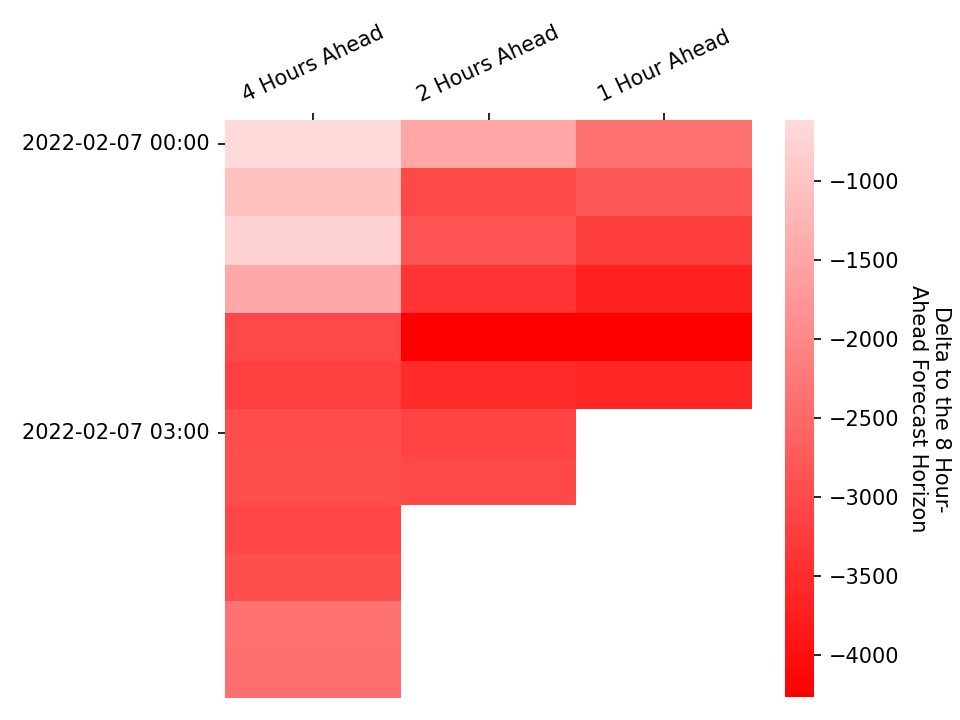 4 Hours Ahead
2 Hours Ahead
1 Hour Ahead
2022-02-07 00:00
2022-02-07 03:00
−1000
−1500
−2000
−2500
−3000
−3500
−4000
Delta to the 8 Hour-
Ahead Forecast Horizon